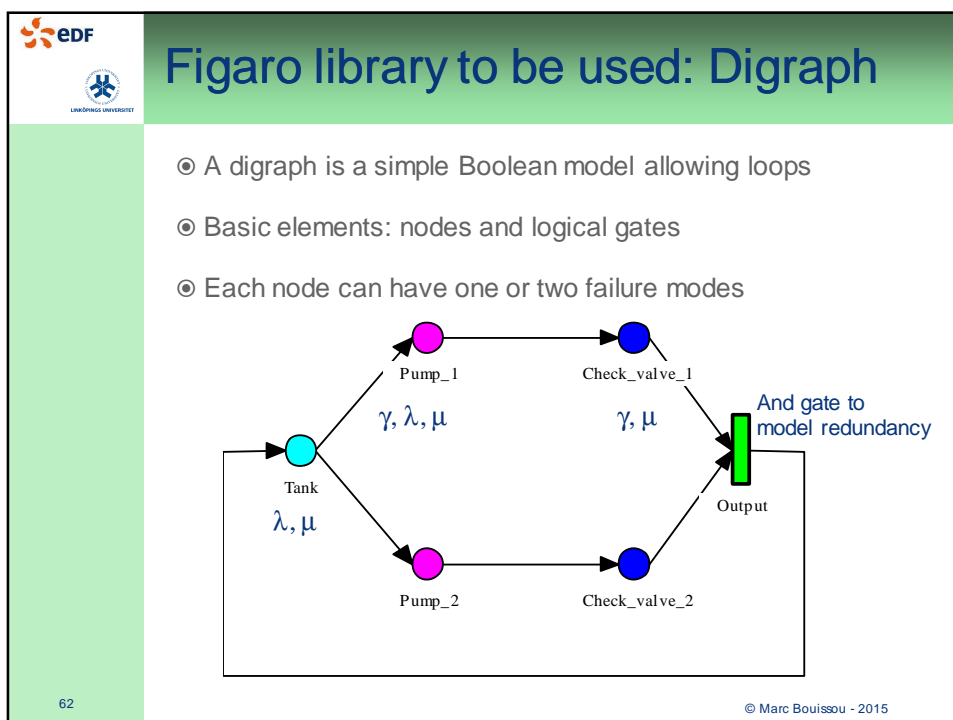 edf
LINKÖPINGS UNIVERSITET
Figaro library to be used: Digraph
A digraph is a simple Boolean model allowing loops
Basic elements: nodes and logical gates
Each node can have one or two failure modes
Pump_1
Check_valve_1
γ, λ, μ
γ, μ
And gate to
model redundancy
Tank
Output
λ, μ
Pump_2
Check_valve_2
62
© Marc Bouissou - 2015